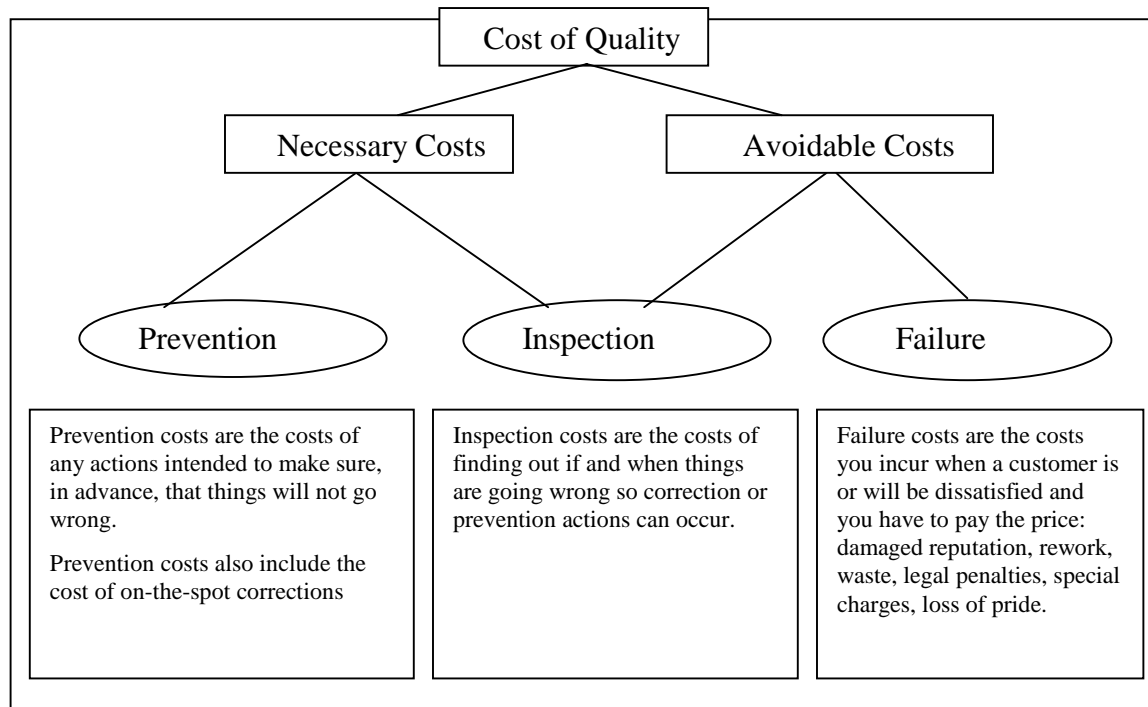 Cost of Quality
Necessary Costs
Avoidable Costs
Prevention
Inspection
Failure
Prevention costs are the costs of
any actions intended to make sure,
in advance, that things will not go
wrong.
Prevention costs also include the
cost of on-the-spot corrections
Inspection costs are the costs of
finding out if and when things
are going wrong so correction or
prevention actions can occur.
Failure costs are the costs
you incur when a customer is
or will be dissatisfied and
you have to pay the price:
damaged reputation, rework,
waste, legal penalties, special
charges, loss of pride.